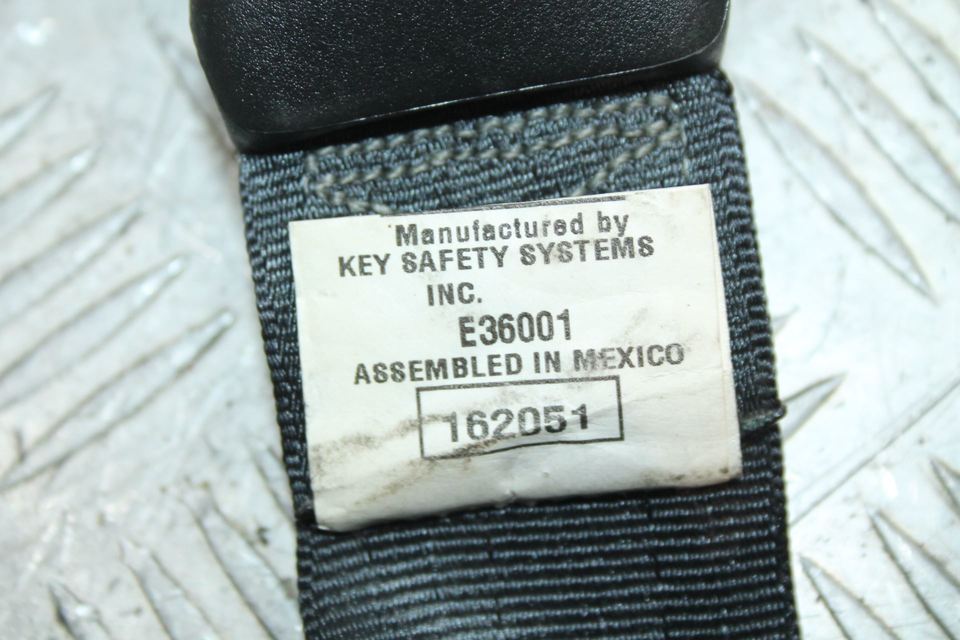 Manufactured by
KEY SAFETY SYSTEMS
INC.
E36001
ASSEMBLED IN MEXICO
162051